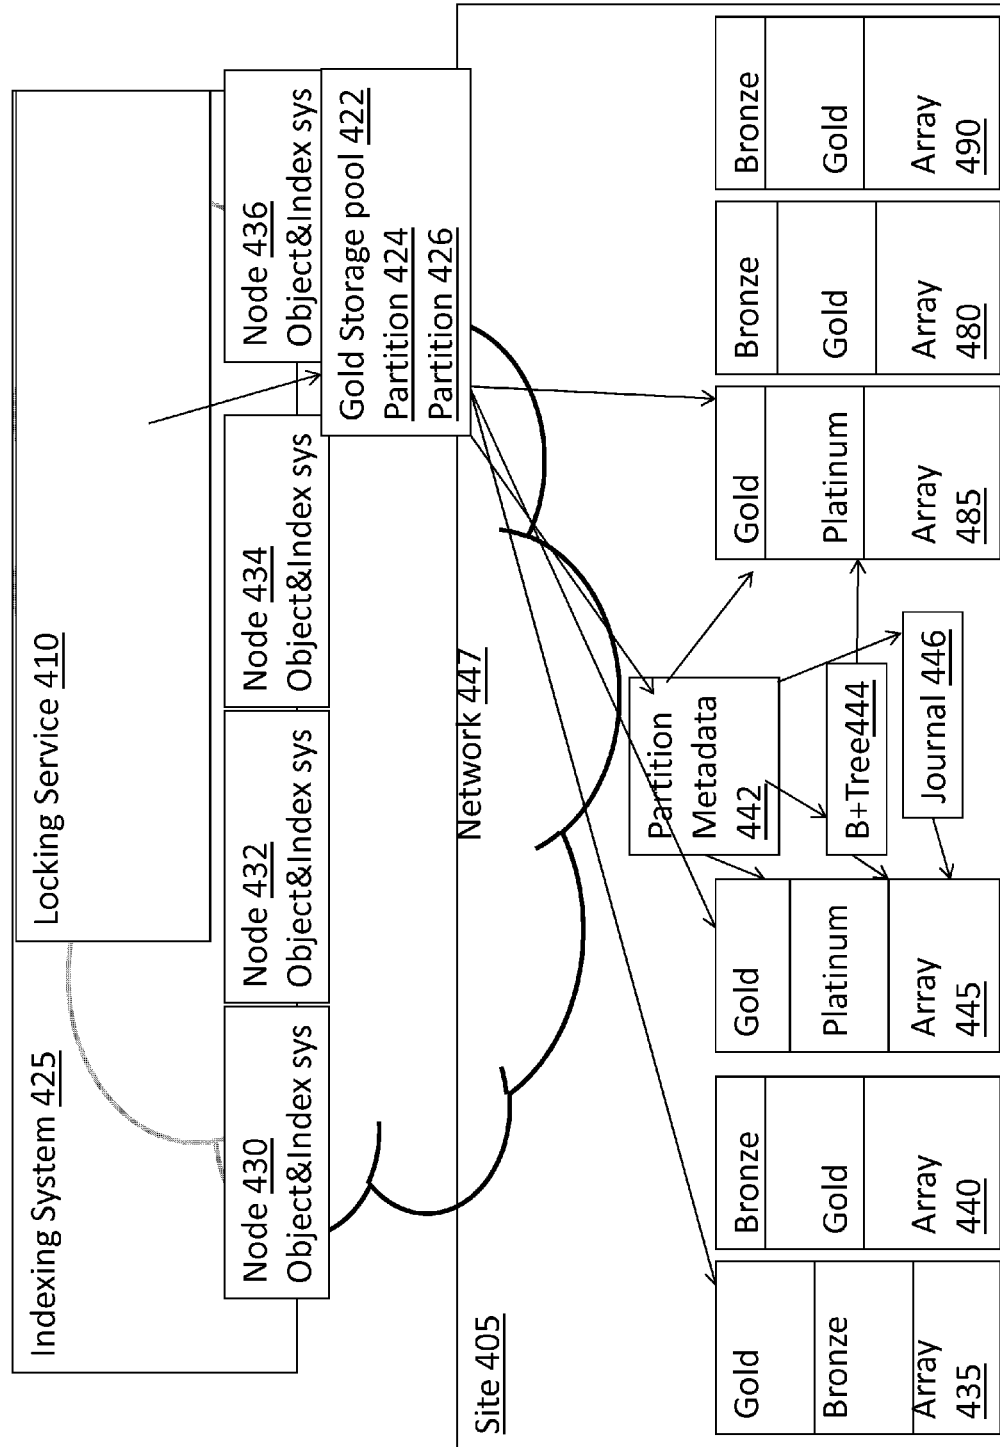 Indexing System 425
Locking Service 410
Node 430
Object&Index sys
Node 432
Object&Index sys
Node 434
Object&Index sys
Node 436
Object&Index sys
Gold Storage pool 422
Partition 424
Partition 426
Network 447
Site 405
Partition
Metadata
442
B+Tree444
Journal 446
Gold
Bronze
Array
435
Bronze
Gold
Array
440
Gold
Platinum
Array
445
Gold
Platinum
Array
485
Bronze
Gold
Array
480
Bronze
Gold
Array
490